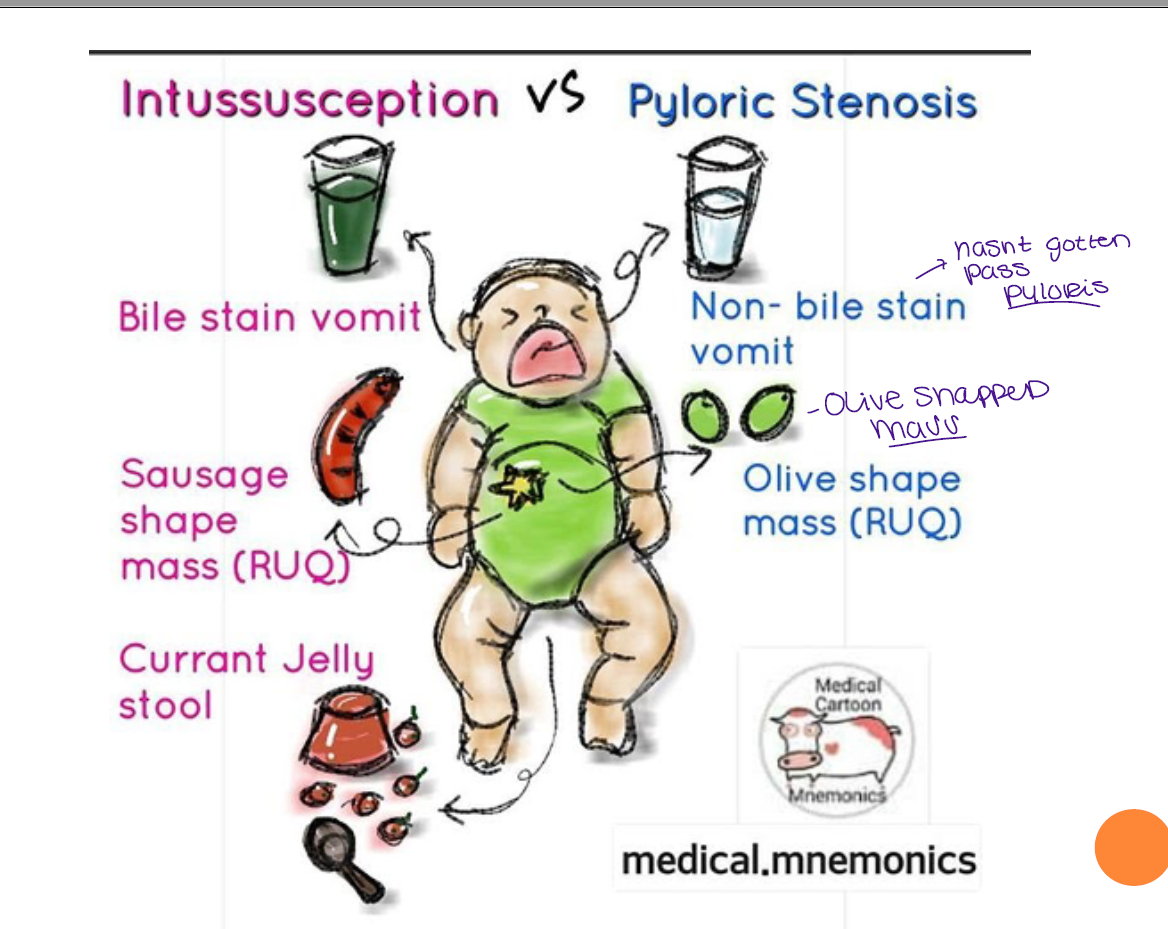 Intussusception vs Pyloric Stenosis
Bile stain vomit
Sausage
shape
mass (RUQ)
Currant Jelly
stool
Non- bile stain
vomit
→ hasnt gotten
pass
pyloris
- Olive snapped
mass
Olive shape
mass (RUQ)
Medical
Cartoon
Mnemonics
medical.mnemonics